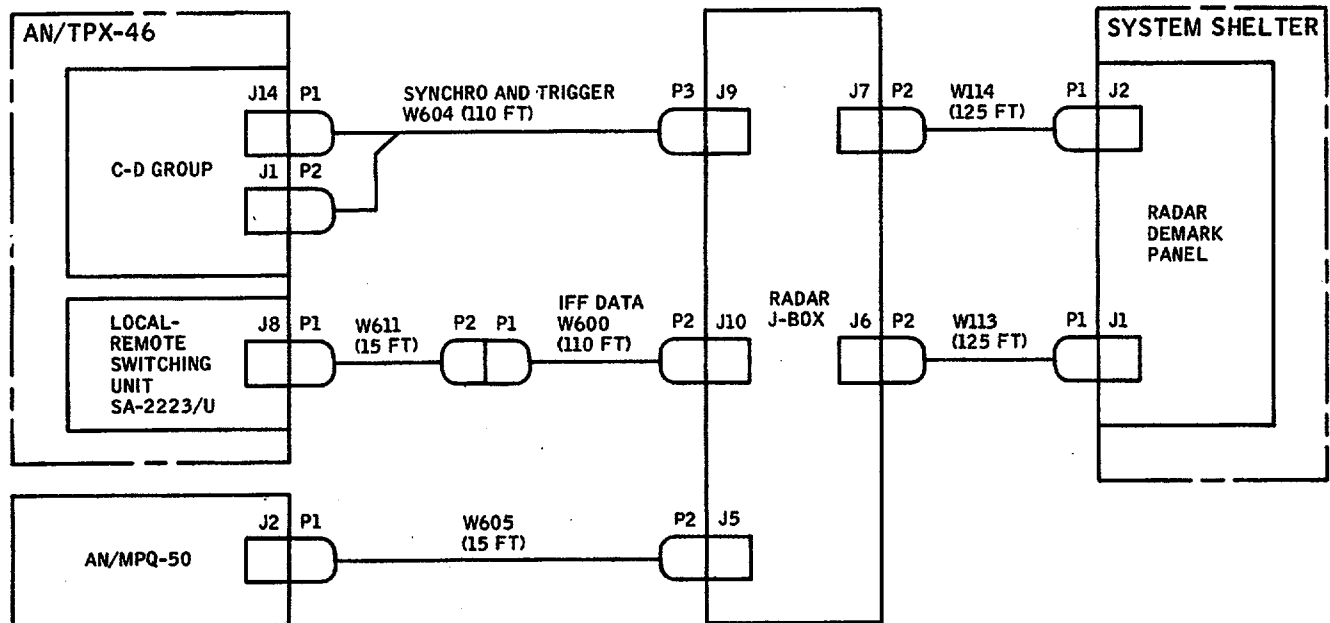 AN/TPX-46
SYSTEM SHELTER
J14 P1
SYNCHRO AND TRIGGER
W604 (110 FT)
P3 J9
J7 P2
W114
(125 FT)
P1 J2
C-D GROUP
J1 P2
RADAR
DEMARK
PANEL
LOCAL-
REMOTE
SWITCHING
UNIT
SA-2223/U
J8 P1
W611
(15 FT)
P2 P1
IFF DATA
W600
(110 FT)
P2 J10
RADAR
J-BOX
J6 P2
W113
(125 FT)
P1 J1
AN/MPQ-50
J2 P1
W605
(15 FT)
P2 J5